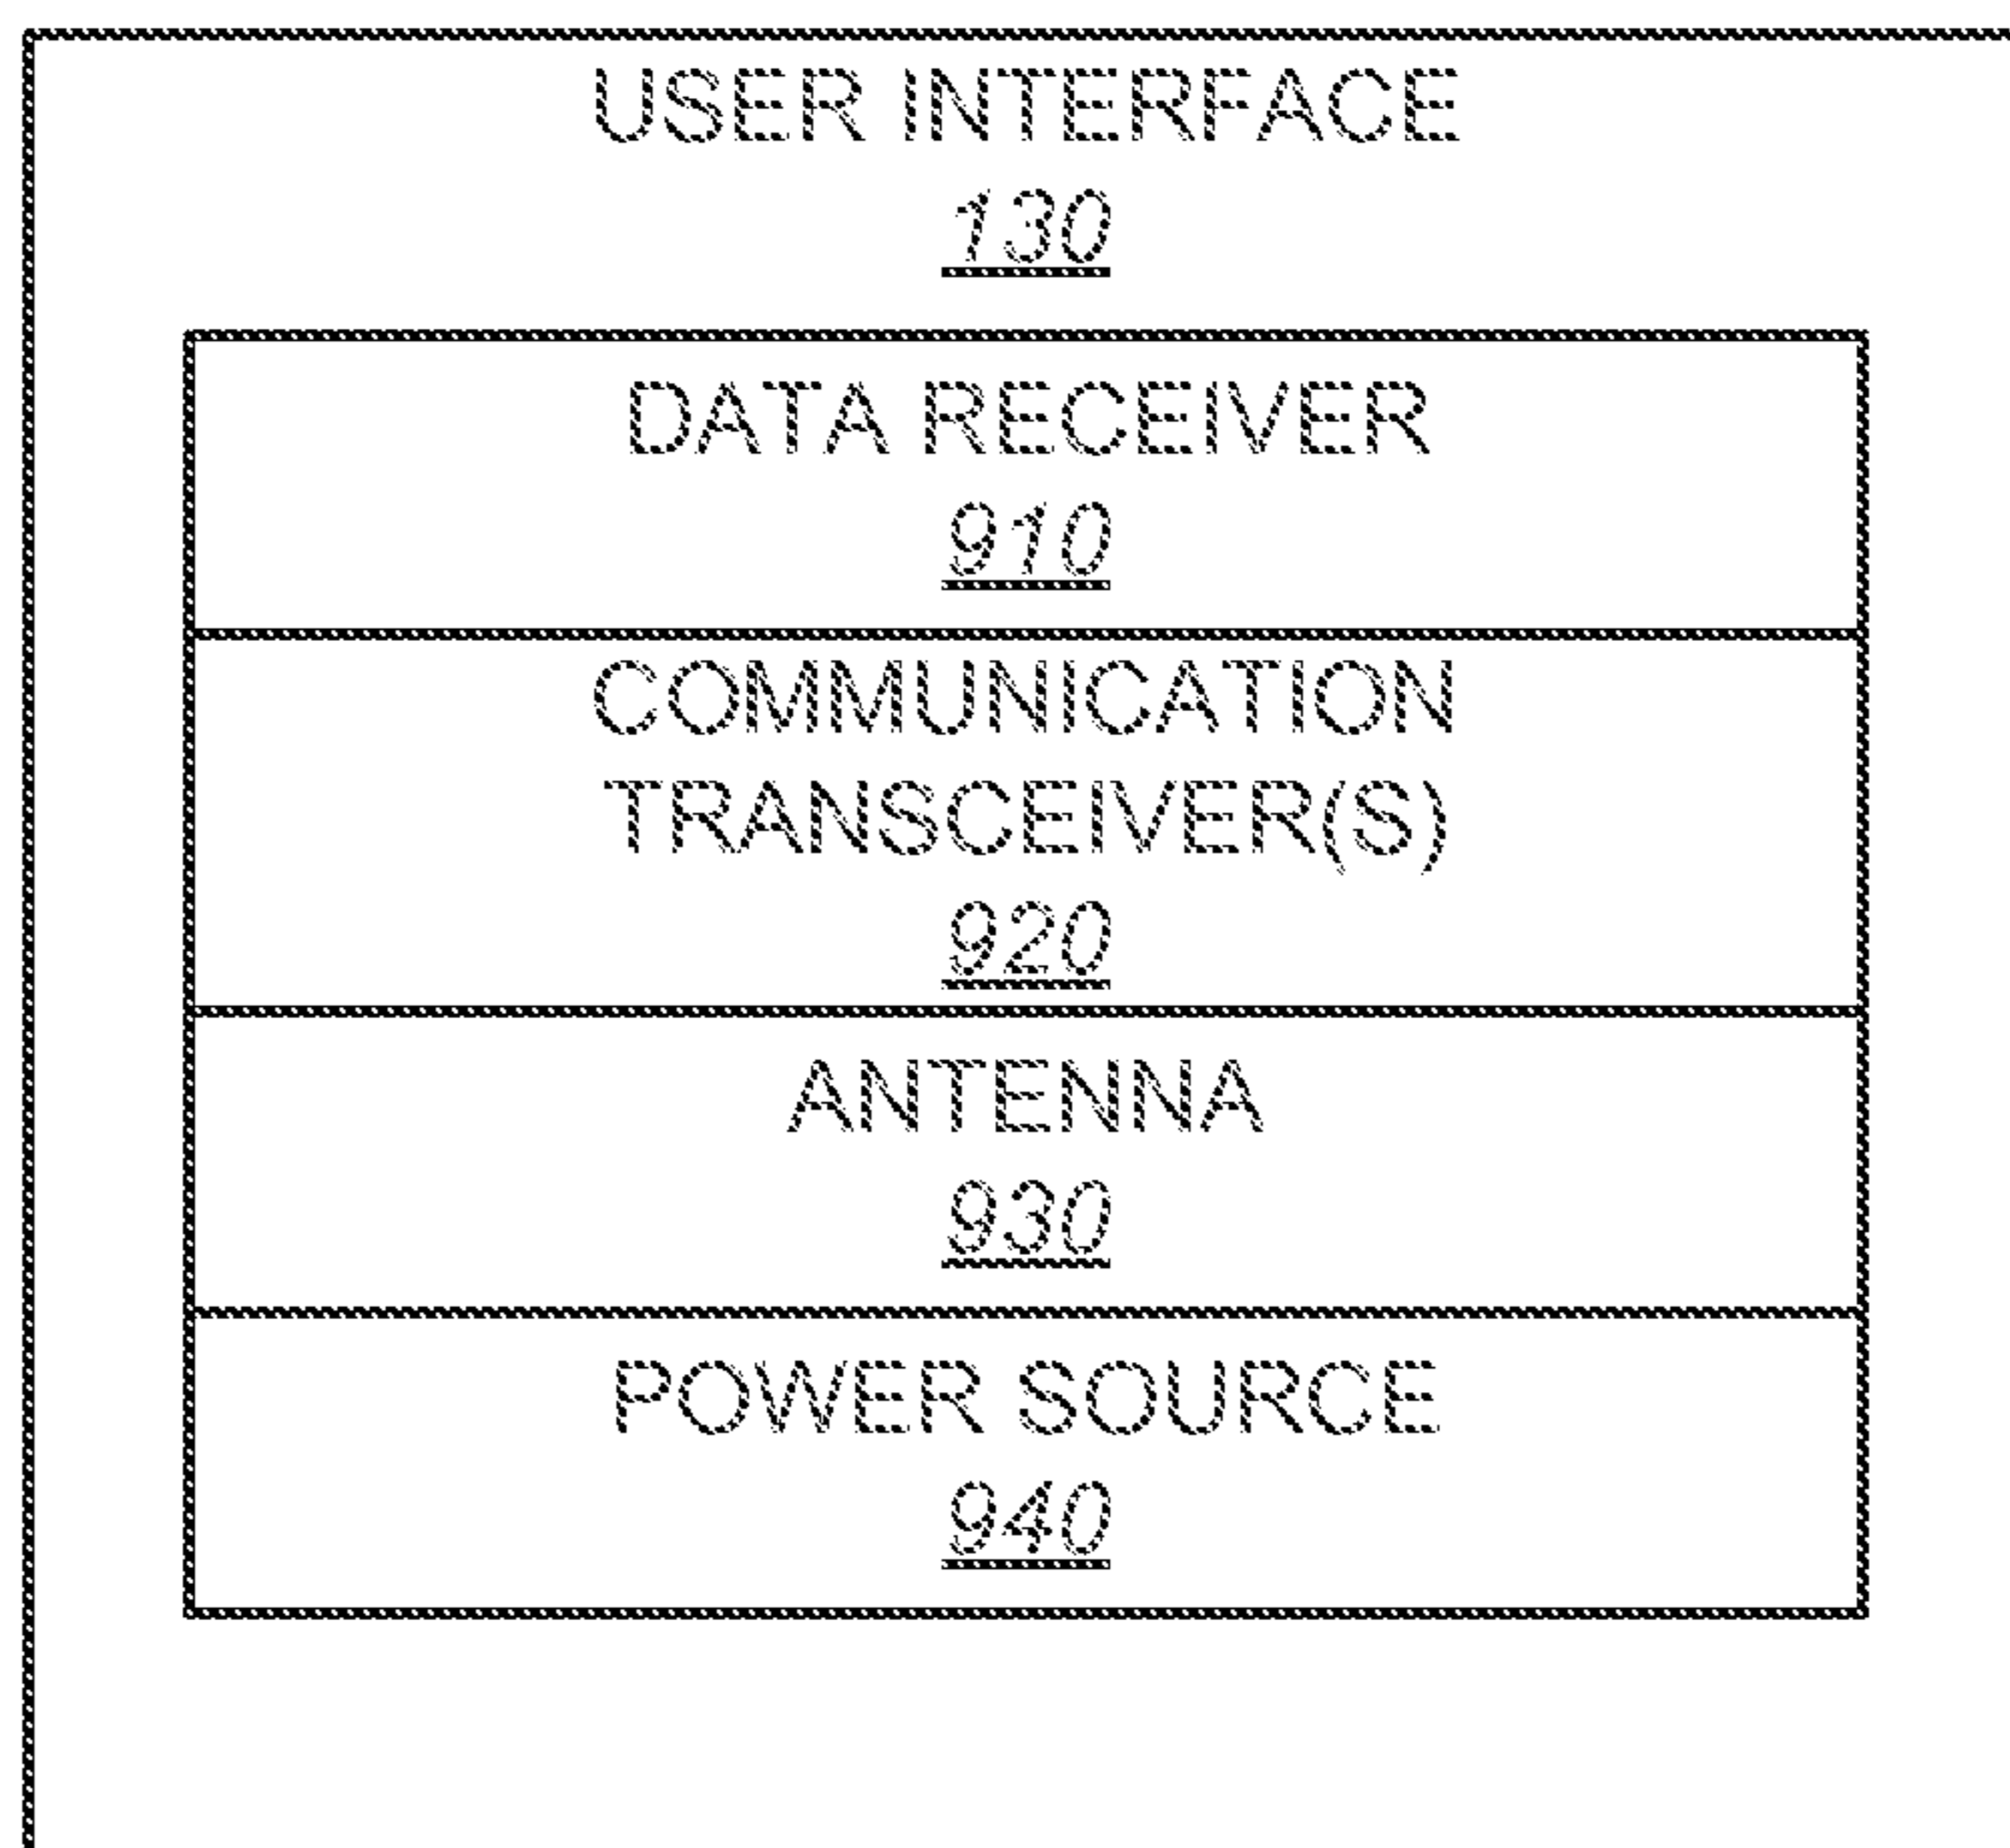 USER INTERFACE
130
DATA RECEIVER
910
COMMUNICATION
TRANSCEIVER(S)
920
ANTENNA
930
POWER SOURCE
940